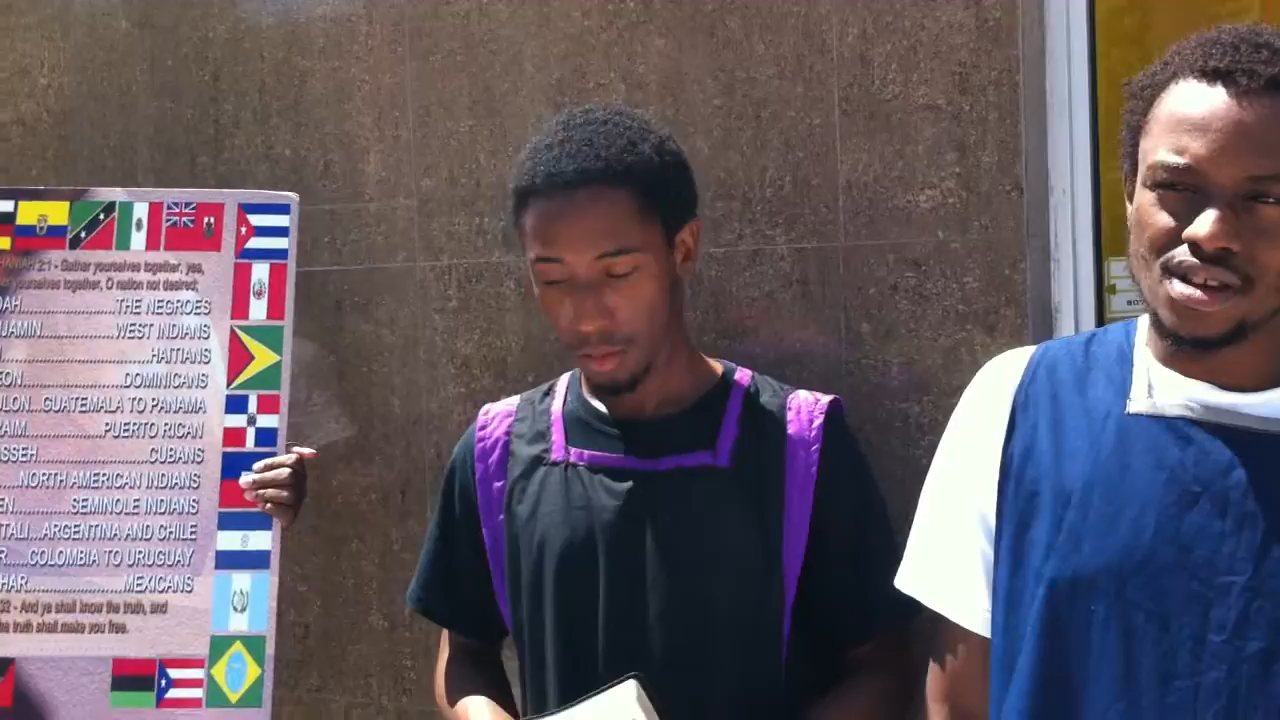 HANIAH 2:1 - Gather yourselves together, yea,
yourselves together, O nation not desired;
DAH......................THE NEGROES
JAMIN..............WEST INDIANS
............................HAITIANS
EON....................DOMINICANS
ULON...GUATEMALA TO PANAMA
RAIM..................PUERTO RICAN
SSEH.........................CUBANS
......NORTH AMERICAN INDIANS
EN...............SEMINOLE INDIANS
TALI...ARGENTINA AND CHILE
R.....COLOMBIA TO URUGUAY
HAR....................MEXICANS
32 - And ye shall know the truth, and
the truth shall make you free.